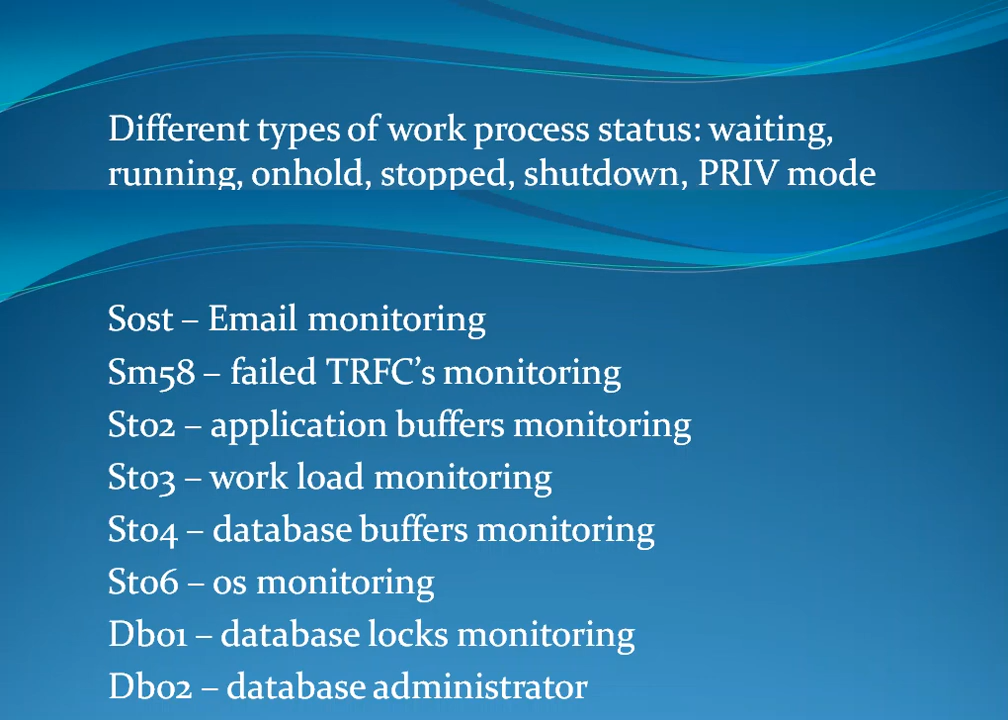 Different types of work process status: waiting,
running, onhold, stopped, shutdown, PRIV mode
Sost – Email monitoring
Sm58 – failed TRFC’s monitoring
St02 – application buffers monitoring
St03 – work load monitoring
St04 – database buffers monitoring
St06 – os monitoring
Db01 – database locks monitoring
Db02 – database administrator